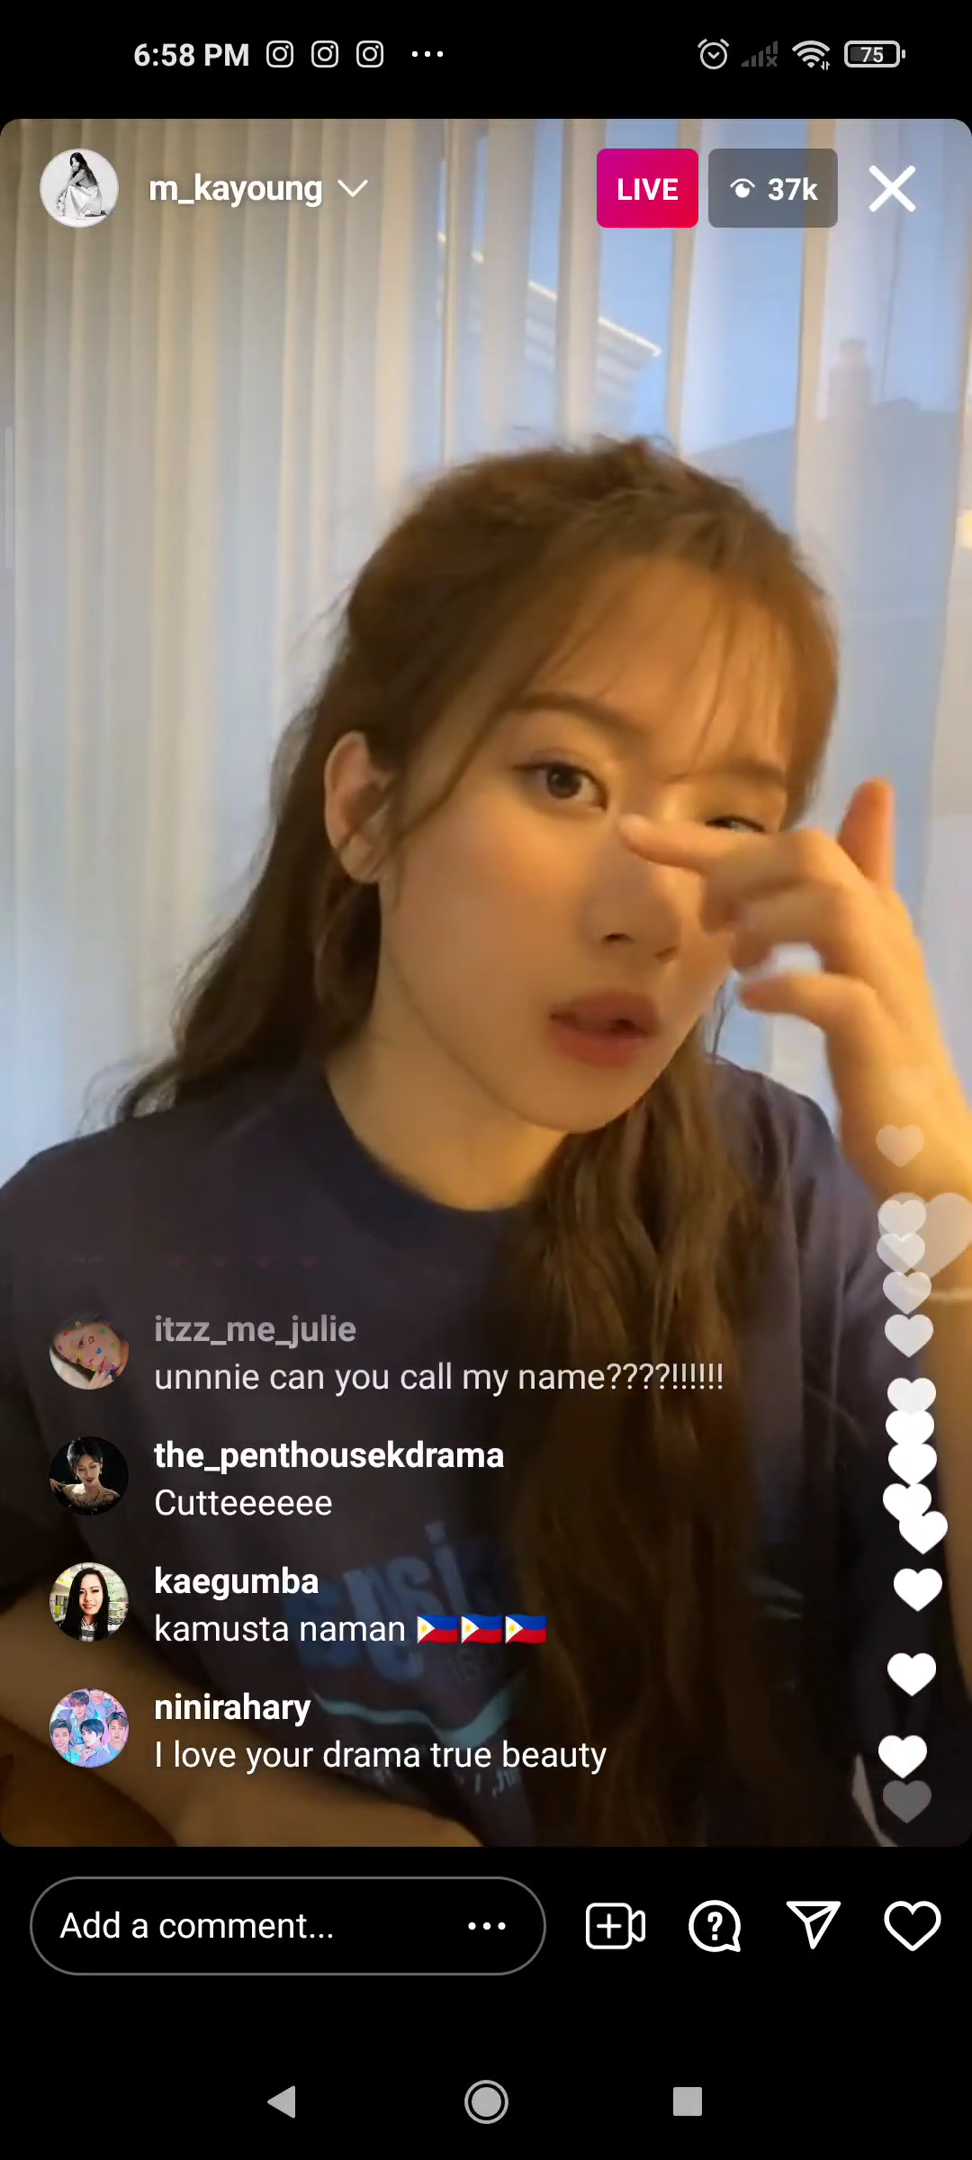 6:58 PM
75
m_kayoung
LIVE
37k
itzz_me_julie
unnnie can you call my name????!!!!!!
the_penthousekdrama
Cutteeeeee
kaegumba
kamusta naman 🇵🇭🇵🇭🇵🇭
ninirahary
I love your drama true beauty
Add a comment...